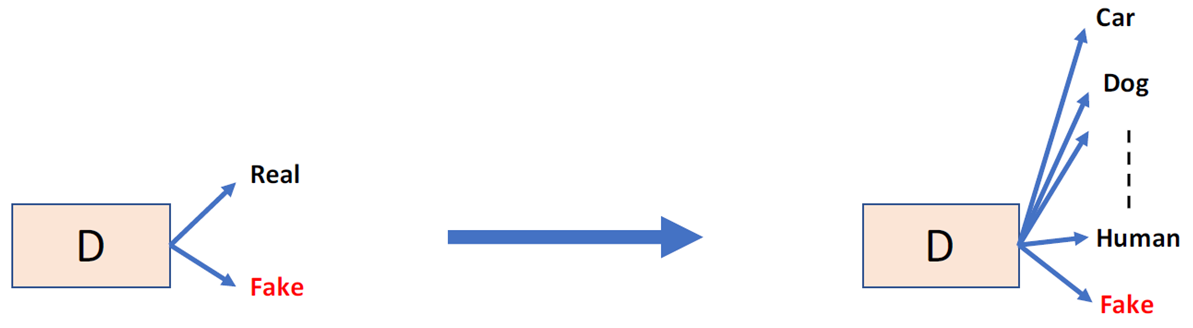 D
Real
Fake
D
Car
Dog
Human
Fake